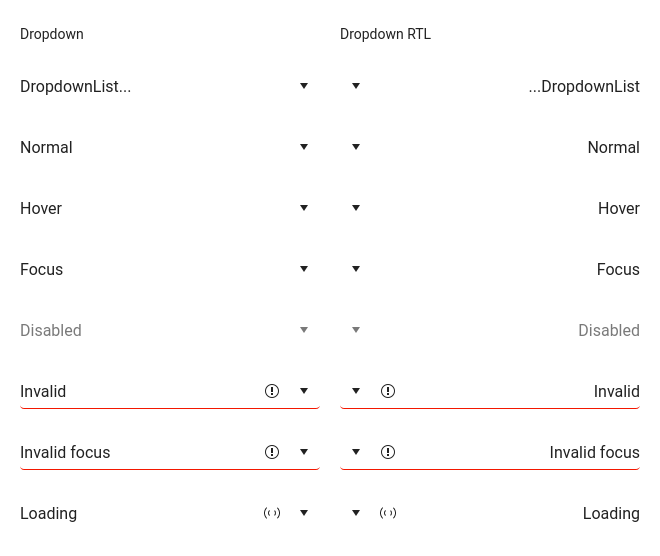 Dropdown
Dropdown RTL
DropdownList...
...DropdownList
Normal
Normal
Hover
Hover
Focus
Focus
Disabled
Disabled
Invalid
Invalid
Invalid focus
Invalid focus
Loading
Loading